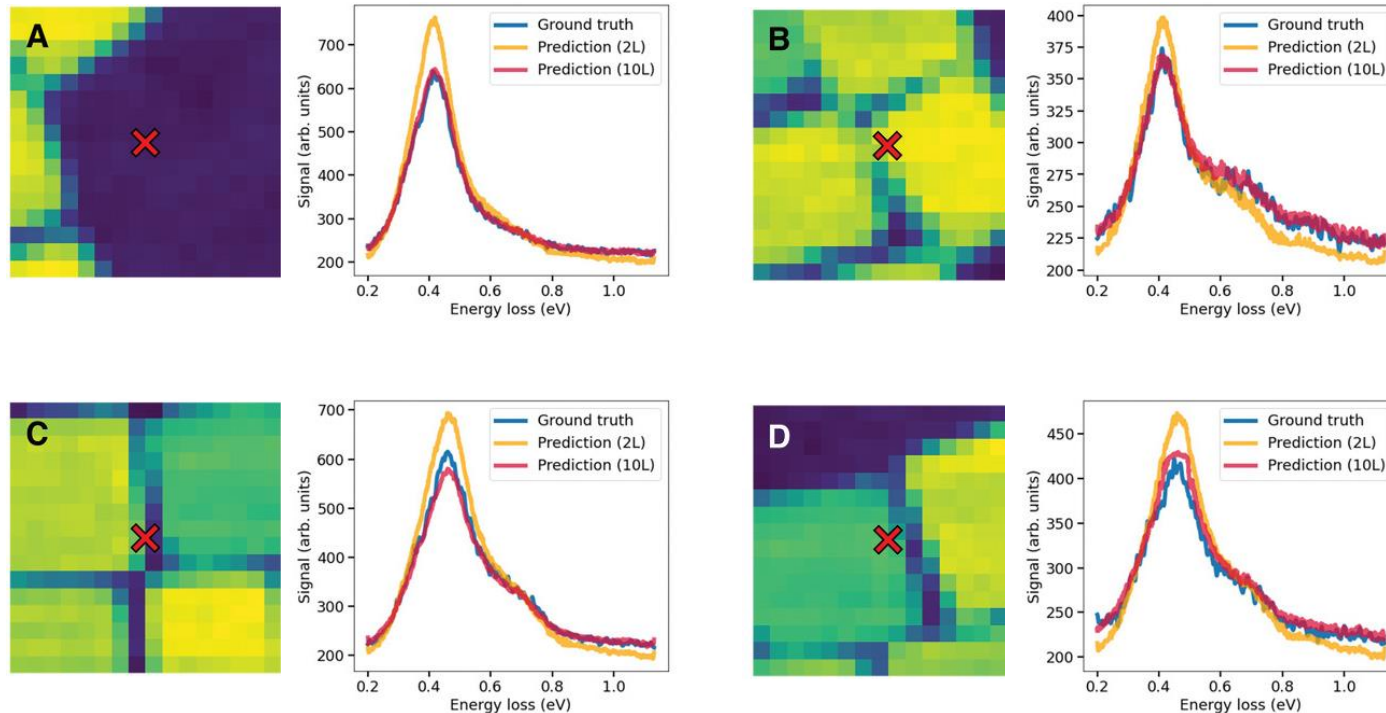 A
Signal (arb. units)
700
600
500
400
300
200
Ground truth
Prediction (2L)
Prediction (10L)
0.2 0.4 0.6 0.8 1.0
Energy loss (eV)
B
Signal (arb. units)
400
375
350
325
300
275
250
225
200
Ground truth
Prediction (2L)
Prediction (10L)
0.2 0.4 0.6 0.8 1.0
Energy loss (eV)
C
Signal (arb. units)
700
600
500
400
300
200
Ground truth
Prediction (2L)
Prediction (10L)
0.2 0.4 0.6 0.8 1.0
Energy loss (eV)
D
Signal (arb. units)
450
400
350
300
250
200
Ground truth
Prediction (2L)
Prediction (10L)
0.2 0.4 0.6 0.8 1.0
Energy loss (eV)